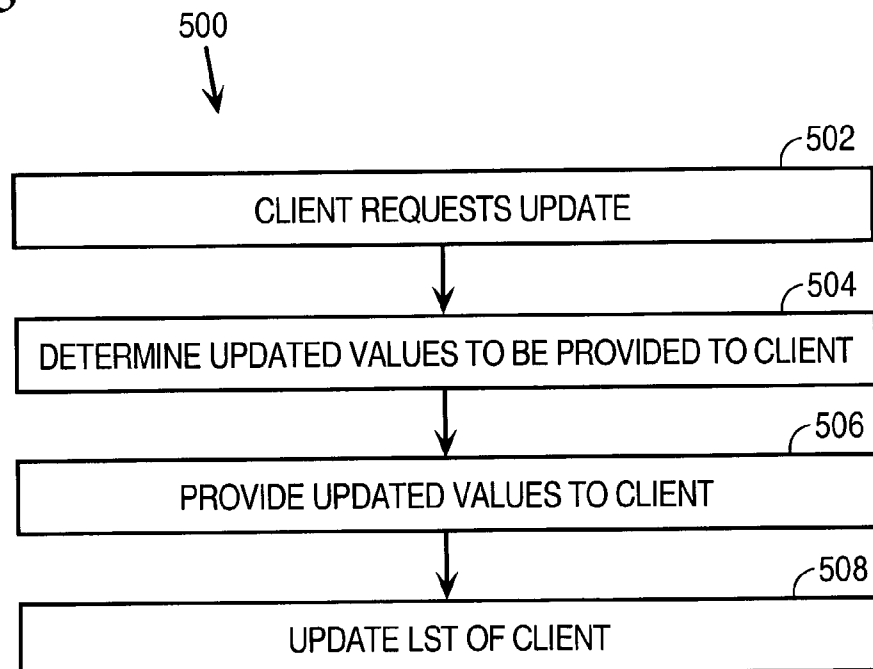 500
502
CLIENT REQUESTS UPDATE
504
DETERMINE UPDATED VALUES TO BE PROVIDED TO CLIENT
506
PROVIDE UPDATED VALUES TO CLIENT
508
UPDATE LST OF CLIENT